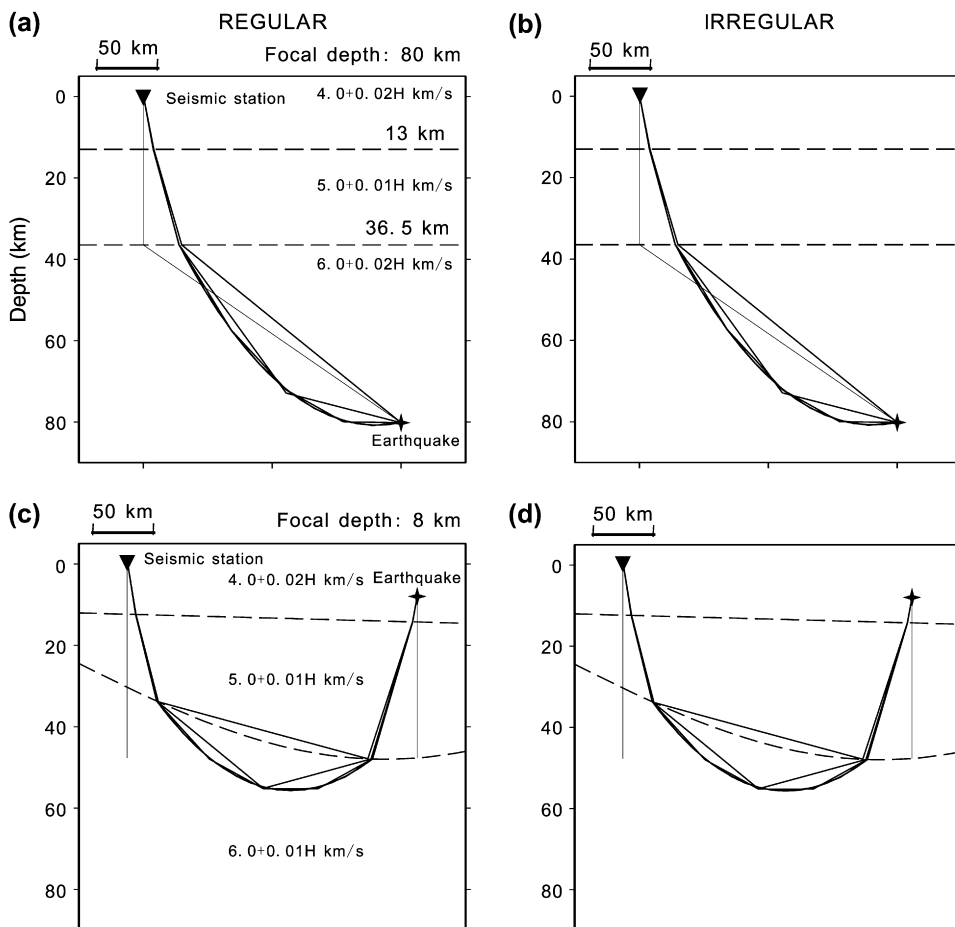 (a) REGULAR
50 km Focal depth: 80 km
0
Seismic station 4.0+0.02H km/s
13 km
20
5.0+0.01H km/s
36.5 km
40
6.0+0.02H km/s
60
80
Earthquake
Depth (km)
(b) IRREGULAR
50 km
0
20
40
60
80
(c)
50 km Focal depth: 8 km
0
Seismic station
4.0+0.02H km/s Earthquake
20
5.0+0.01H km/s
40
60
6.0+0.01H km/s
80
(d)
50 km
0
20
40
60
80